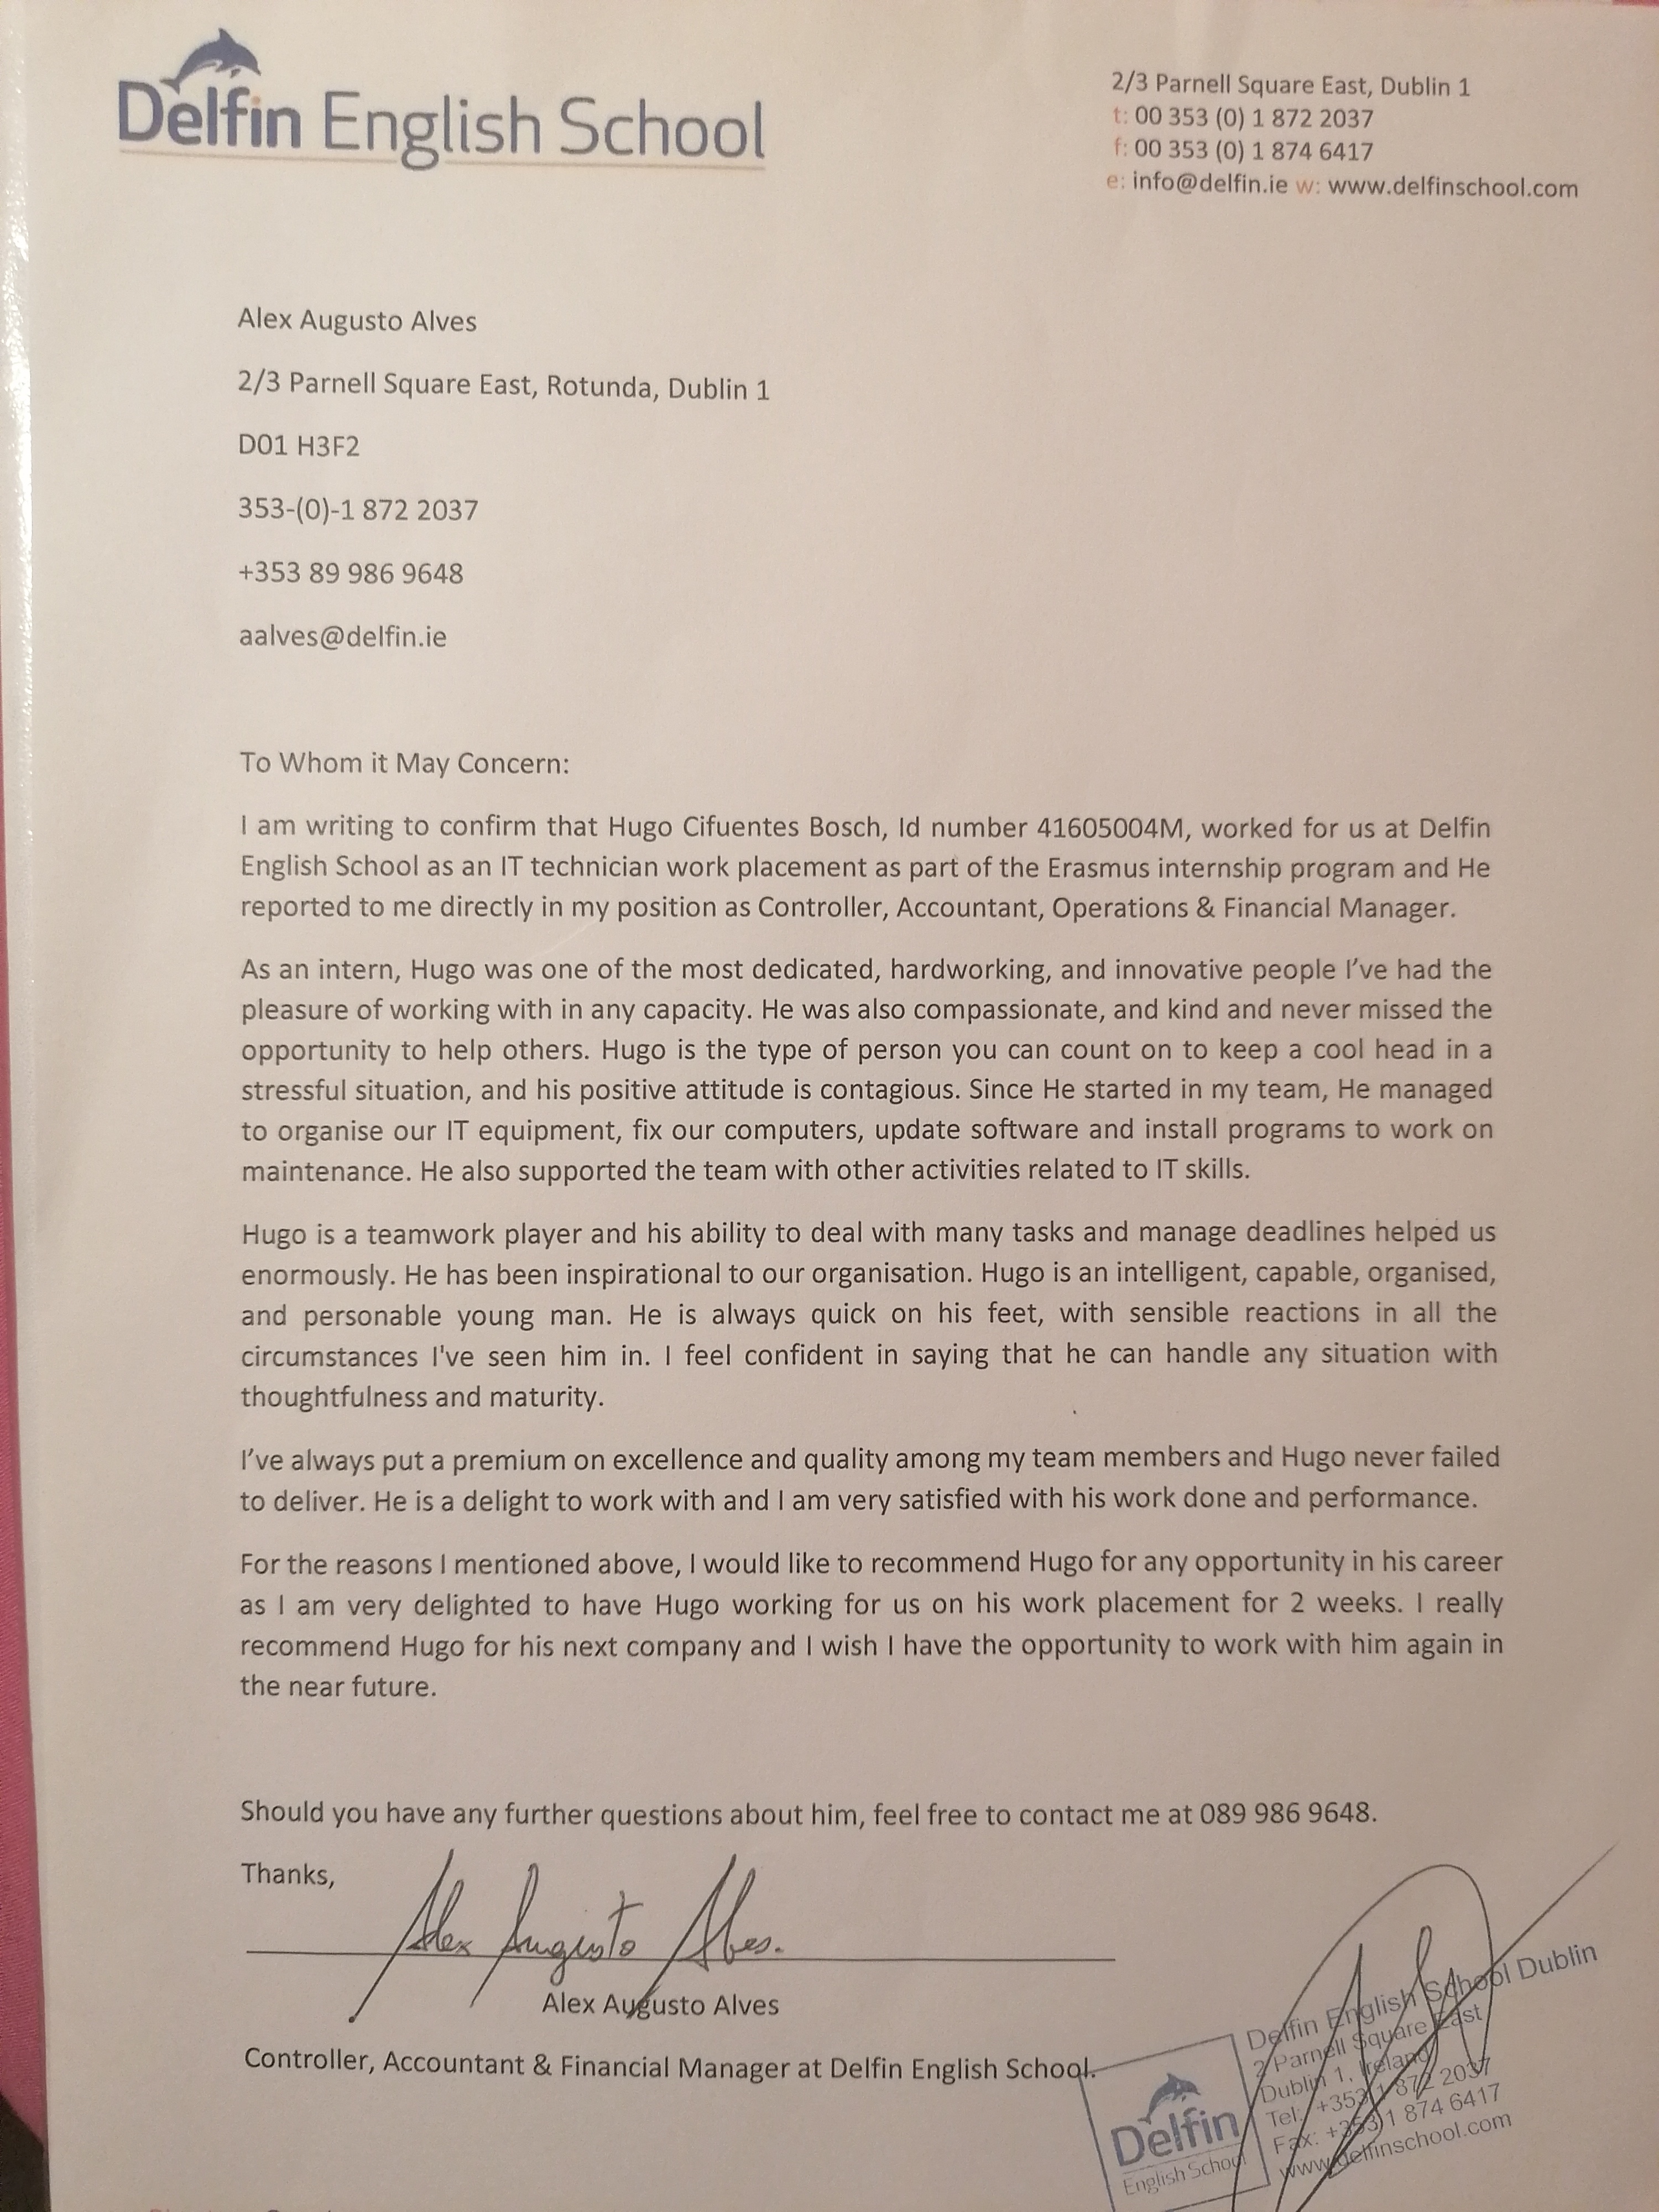 Delfin English School
2/3 Parnell Square East, Dublin 1
t: 00 353 (0) 1 872 2037
f: 00 353 (0) 1 874 6417
e: info@delfin.ie w: www.delfinschool.com
Alex Augusto Alves
2/3 Parnell Square East, Rotunda, Dublin 1
D01 H3F2
353-(0)-1 872 2037
+353 89 986 9648
aalves@delfin.ie
To Whom it May Concern:
I am writing to confirm that Hugo Cifuentes Bosch, Id number 41605004M, worked for us at Delfin
English School as an IT technician work placement as part of the Erasmus internship program and He
reported to me directly in my position as Controller, Accountant, Operations & Financial Manager.
As an intern, Hugo was one of the most dedicated, hardworking, and innovative people I’ve had the
pleasure of working with in any capacity. He was also compassionate, and kind and never missed the
opportunity to help others. Hugo is the type of person you can count on to keep a cool head in a
stressful situation, and his positive attitude is contagious. Since He started in my team, He managed
to organise our IT equipment, fix our computers, update software and install programs to work on
maintenance. He also supported the team with other activities related to IT skills.
Hugo is a teamwork player and his ability to deal with many tasks and manage deadlines helped us
enormously. He has been inspirational to our organisation. Hugo is an intelligent, capable, organised,
and personable young man. He is always quick on his feet, with sensible reactions in all the
circumstances I've seen him in. I feel confident in saying that he can handle any situation with
thoughtfulness and maturity.
I’ve always put a premium on excellence and quality among my team members and Hugo never failed
to deliver. He is a delight to work with and I am very satisfied with his work done and performance.
For the reasons I mentioned above, I would like to recommend Hugo for any opportunity in his career
as I am very delighted to have Hugo working for us on his work placement for 2 weeks. I really
recommend Hugo for his next company and I wish I have the opportunity to work with him again in
the near future.
Should you have any further questions about him, feel free to contact me at 089 986 9648.
Thanks,
Alex Augusto Alves.
Alex Augusto Alves
Controller, Accountant & Financial Manager at Delfin English School.
Delfin
English School
Delfin English School Dublin
2 Parnell Square East
Dublin 1, Ireland
Tel: +353 1 872 2037
Fax: +353 1 874 6417
www.delfinschool.com